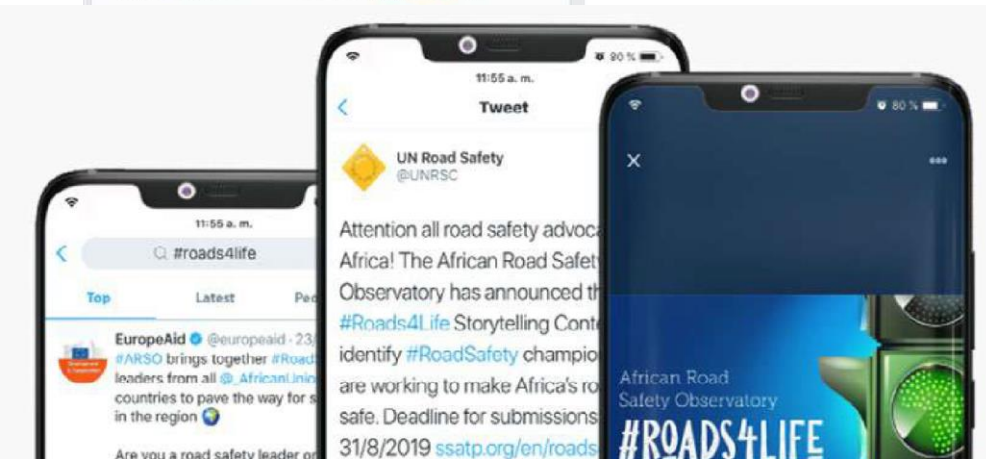 11:55 a. m.
#roads4life
Top Latest
EuropeAid @europeaid · 23/
#ARSO brings together #Road
leaders from all @_AfricanUnio
countries to pave the way for s
in the region
Are you a road safety leader or
90 %
11:55 a. m.
Tweet
UN Road Safety
@UNRSC
Attention all road safety advoca
Africa! The African Road Safet
Observatory has announced th
#Roads4Life Storytelling Conte
identify #RoadSafety champio
are working to make Africa's ro
safe. Deadline for submissions
31/8/2019 ssatp.org/en/roads
80 %
African Road
Safety Observatory
#ROADS4LIFE